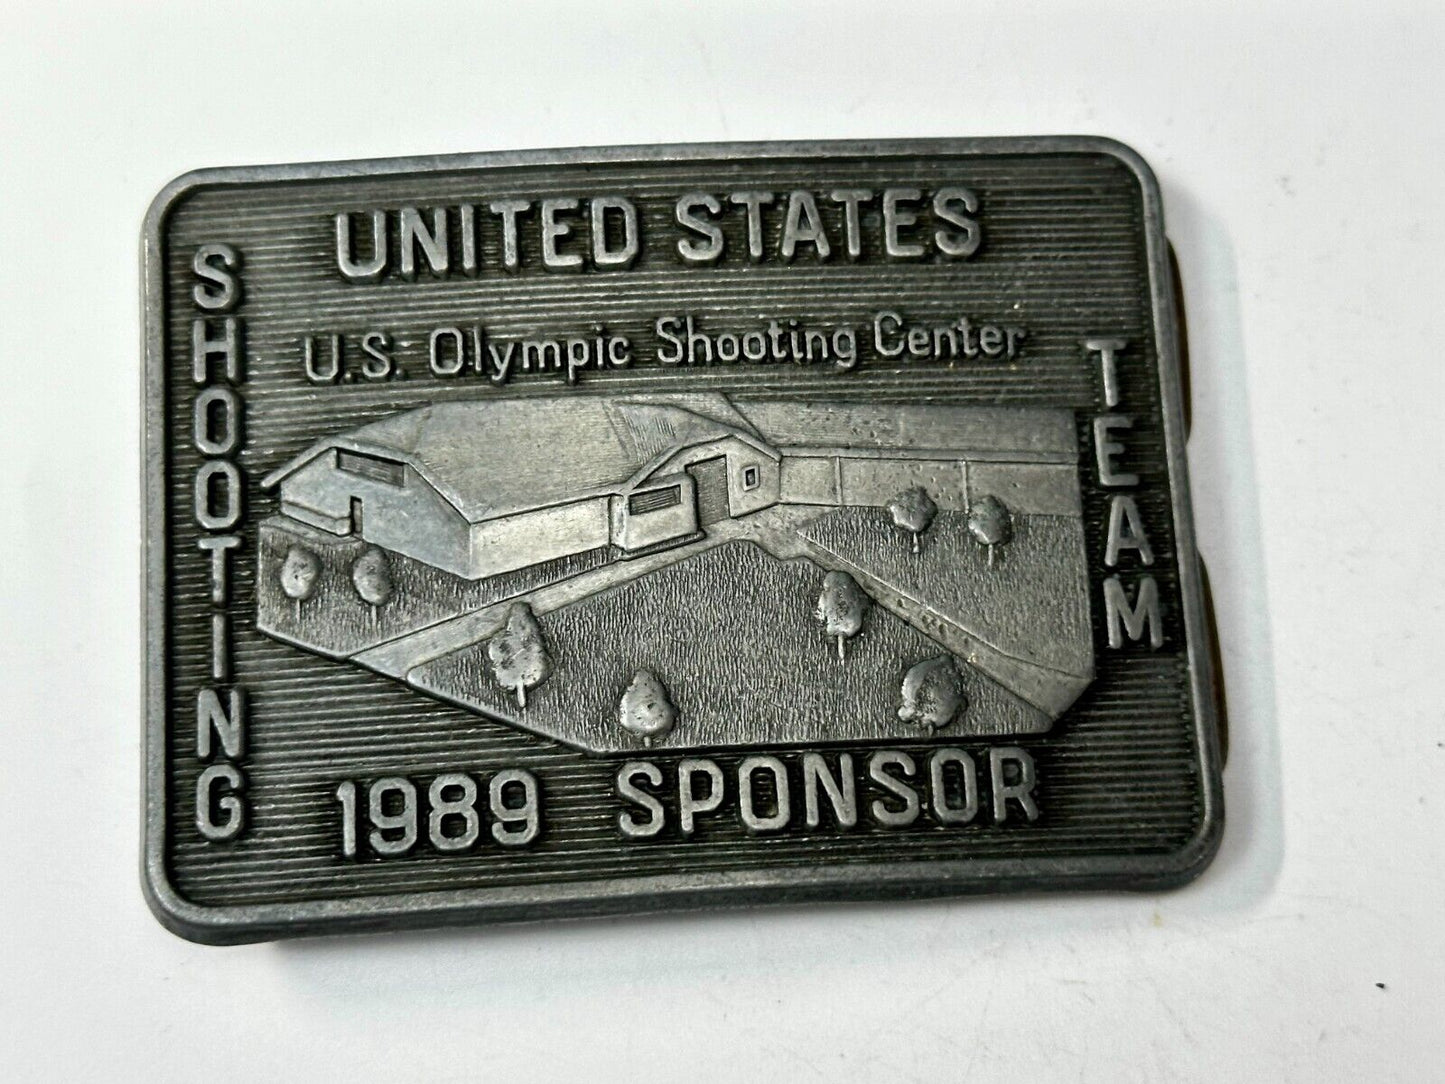 UNITED STATES
SHOOTING
TEAM
U.S. Olympic Shooting Center
1989 SPONSOR